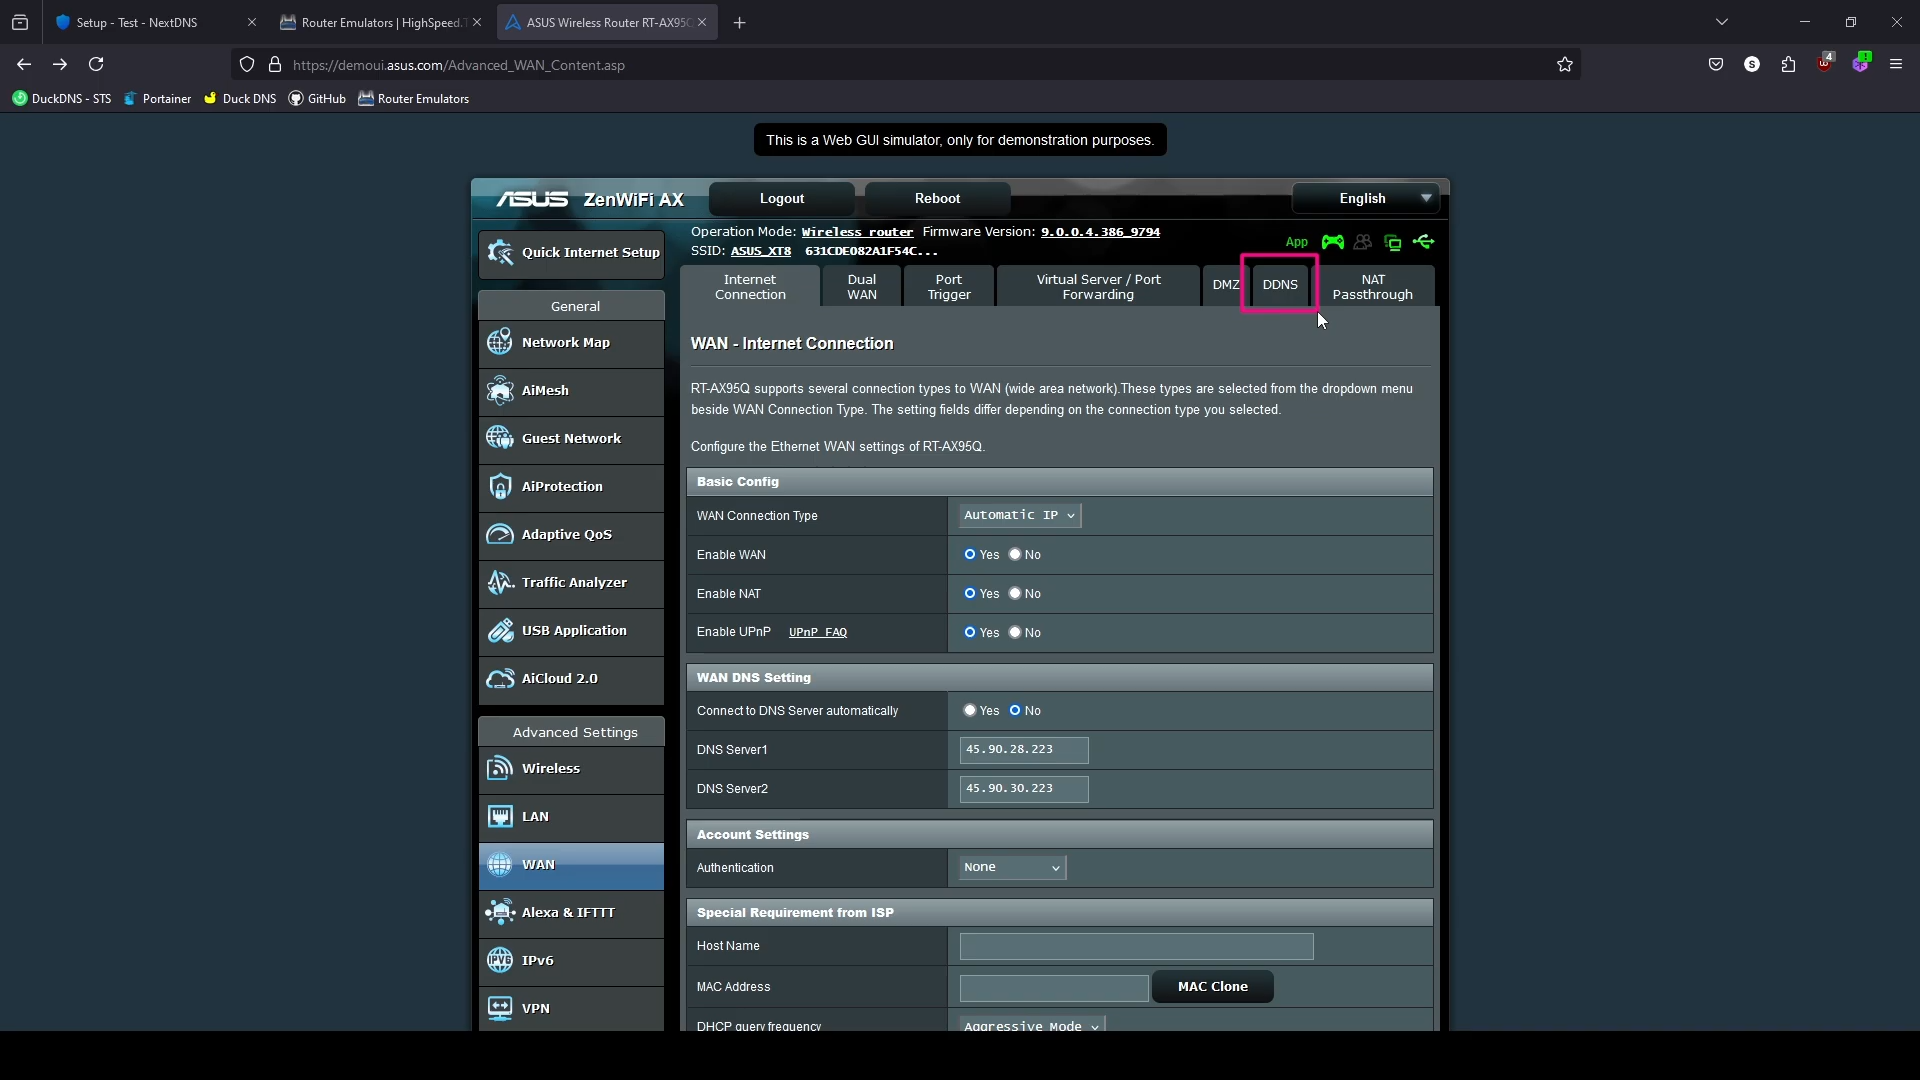 Setup - Test - NextDNS
Router Emulators | HighSpeed.T
ASUS Wireless Router RT-AX95Q
https://demoui.asus.com/Advanced_WAN_Content.asp
S
4
1
DuckDNS - STS
Portainer
Duck DNS
GitHub
Router Emulators
This is a Web GUI simulator, only for demonstration purposes.
ASUS ZenWiFi AX
Logout
Reboot
English
Operation Mode: Wireless router Firmware Version: 9.0.0.4.386_9794
SSID: ASUS_XT8 631CDE082A1F54C...
App
Quick Internet Setup
General
Network Map
AiMesh
Guest Network
AiProtection
Adaptive QoS
Traffic Analyzer
USB Application
AiCloud 2.0
Advanced Settings
Wireless
LAN
WAN
Alexa & IFTTT
IPv6
VPN
Internet
Connection
Dual
WAN
Port
Trigger
Virtual Server / Port
Forwarding
DMZ
DDNS
NAT
Passthrough
WAN - Internet Connection
RT-AX95Q supports several connection types to WAN (wide area network).These types are selected from the dropdown menu
beside WAN Connection Type. The setting fields differ depending on the connection type you selected.
Configure the Ethernet WAN settings of RT-AX95Q.
Basic Config
WAN Connection Type Automatic IP
Enable WAN Yes No
Enable NAT Yes No
Enable UPnP UPnP FAQ Yes No
WAN DNS Setting
Connect to DNS Server automatically Yes No
DNS Server1 45.90.28.223
DNS Server2 45.90.30.223
Account Settings
Authentication None
Special Requirement from ISP
Host Name
MAC Address MAC Clone
DHCP query frequency Aggressive Mode